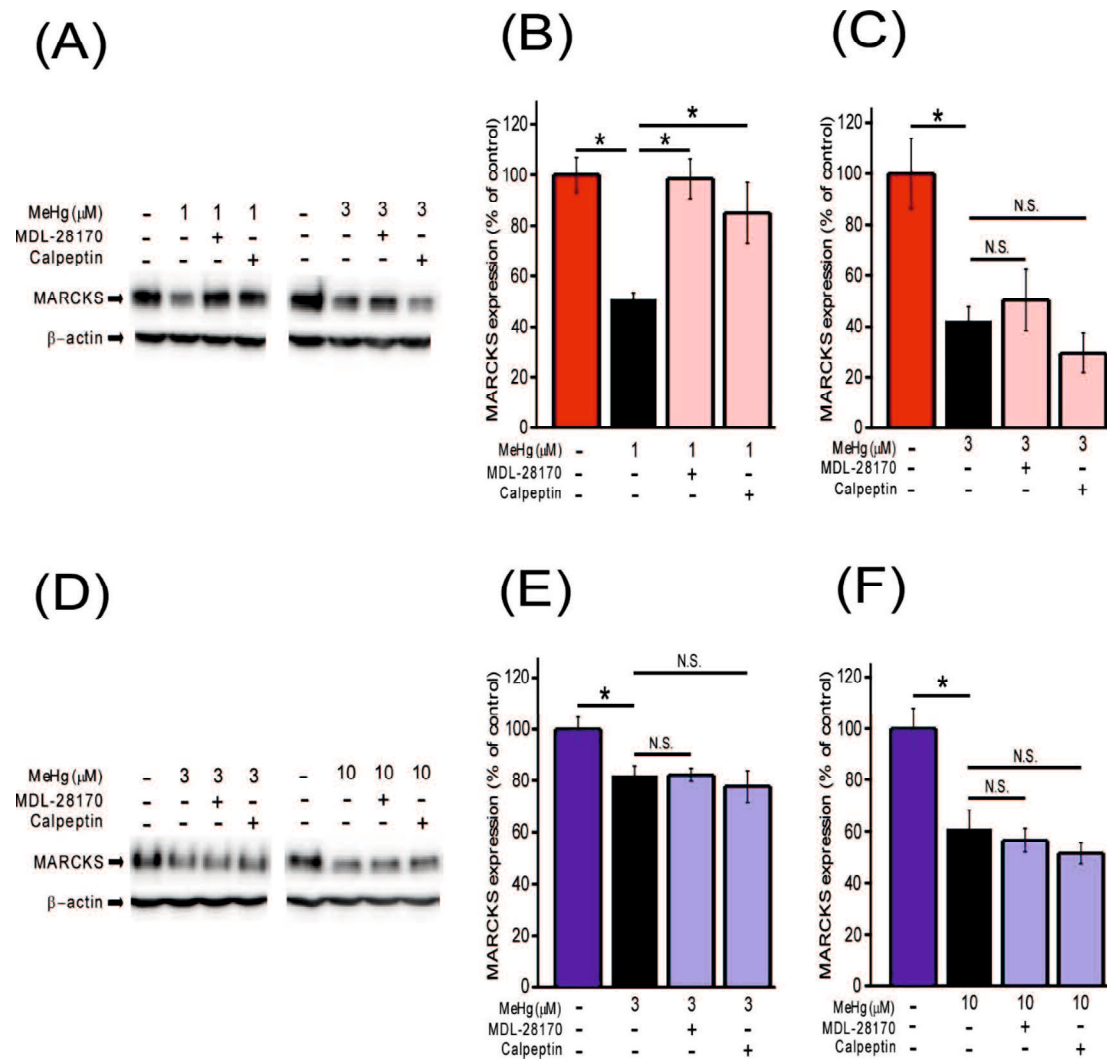 (A)
MeHg (μM) - 1 1 1 - 3 3 3
MDL-28170 - - + - - - + -
Calpeptin - - - + - - - +
MARCKS
β-actin
(B)
MARCKS expression (% of control)
120
100
80
60
40
20
0
*
*
*
MeHg (μM) - 1 1 1
MDL-28170 - - + -
Calpeptin - - - +
(C)
MARCKS expression (% of control)
120
100
80
60
40
20
0
*
N.S.
N.S.
MeHg (μM) - 3 3 3
MDL-28170 - - + -
Calpeptin - - - +
(D)
MeHg (μM) - 3 3 3 - 10 10 10
MDL-28170 - - + - - - + -
Calpeptin - - - + - - - +
MARCKS
β-actin
(E)
MARCKS expression (% of control)
120
100
80
60
40
20
0
N.S.
*
N.S.
MeHg (μM) - 3 3 3
MDL-28170 - - + -
Calpeptin - - - +
(F)
MARCKS expression (% of control)
120
100
80
60
40
20
0
*
N.S.
N.S.
MeHg (μM) - 10 10 10
MDL-28170 - - + -
Calpeptin - - - +